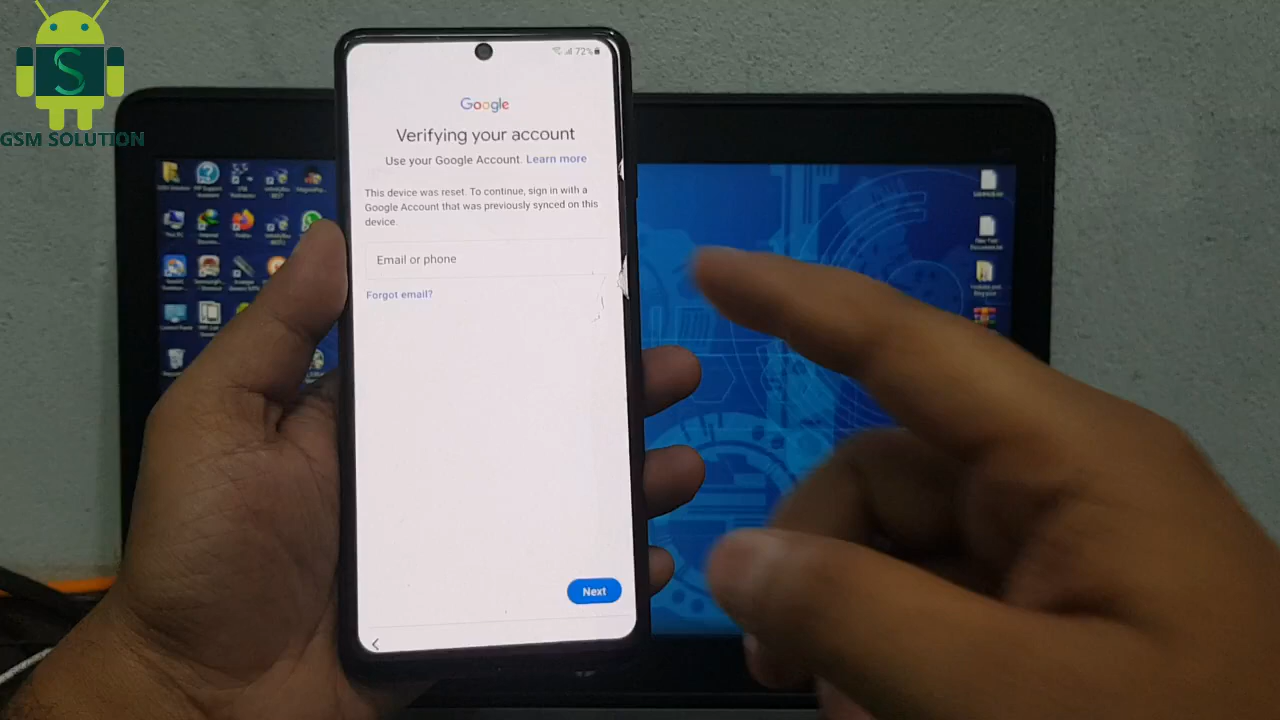 S
GSM SOLUTION
72%
Google
Verifying your account
Use your Google Account. Learn more
This device was reset. To continue, sign in with a
Google Account that was previously synced on this
device.
Email or phone
Forgot email?
Next